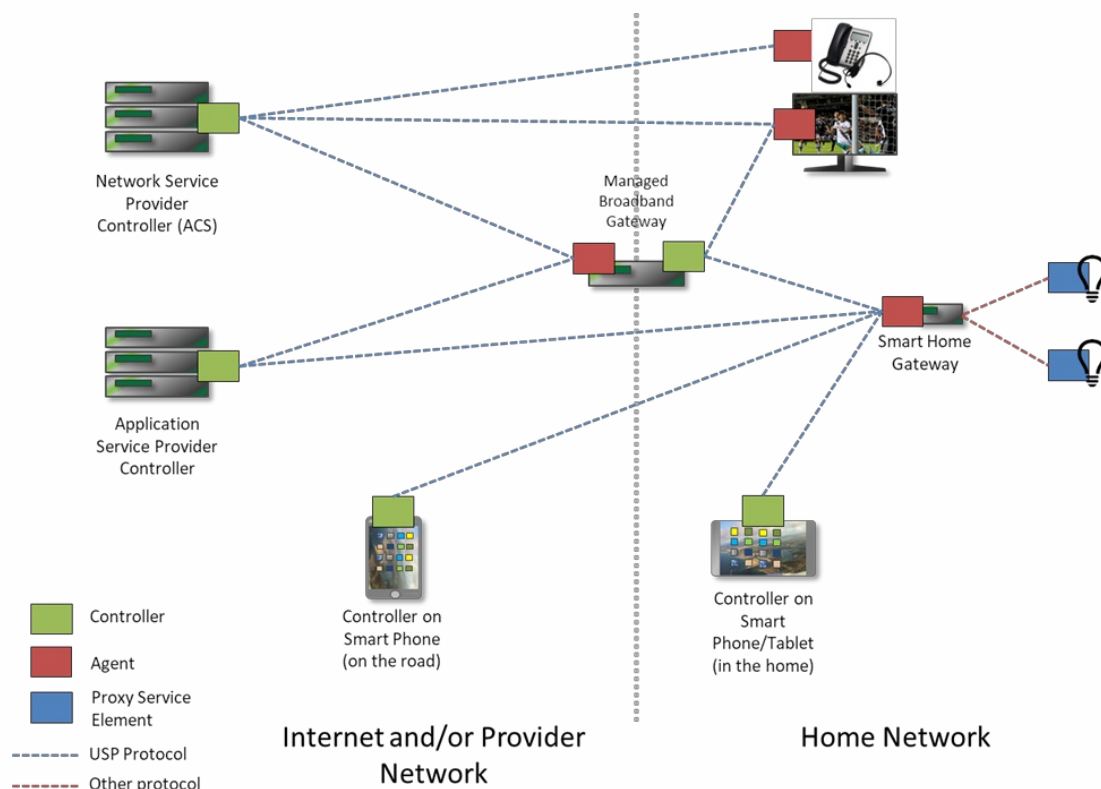 Network Service
Provider
Controller (ACS)
Managed
Broadband
Gateway
Smart Home
Gateway
Application
Service Provider
Controller
Controller on
Smart Phone
(on the road)
Controller on
Smart
Phone/Tablet
(in the home)
Controller
Agent
Proxy Service
Element
USP Protocol
Other protocol
Internet and/or Provider
Network
Home Network